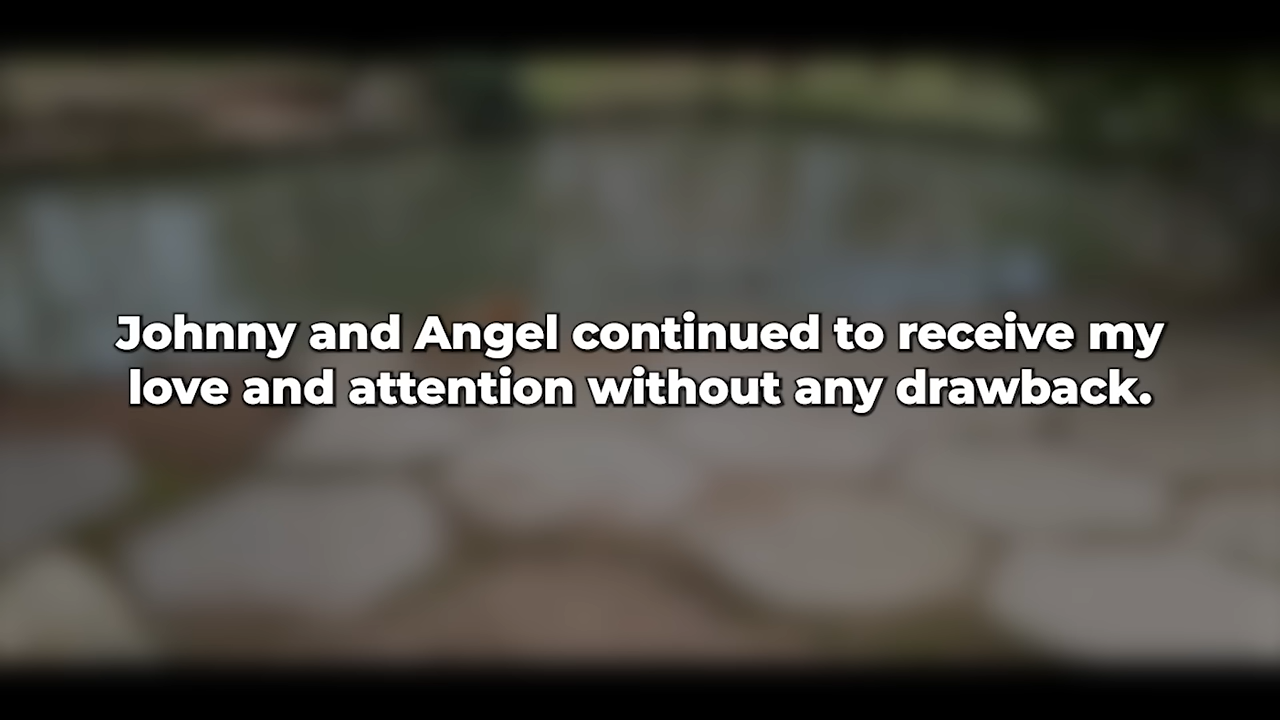 Johnny and Angel continued to receive my
love and attention without any drawback.